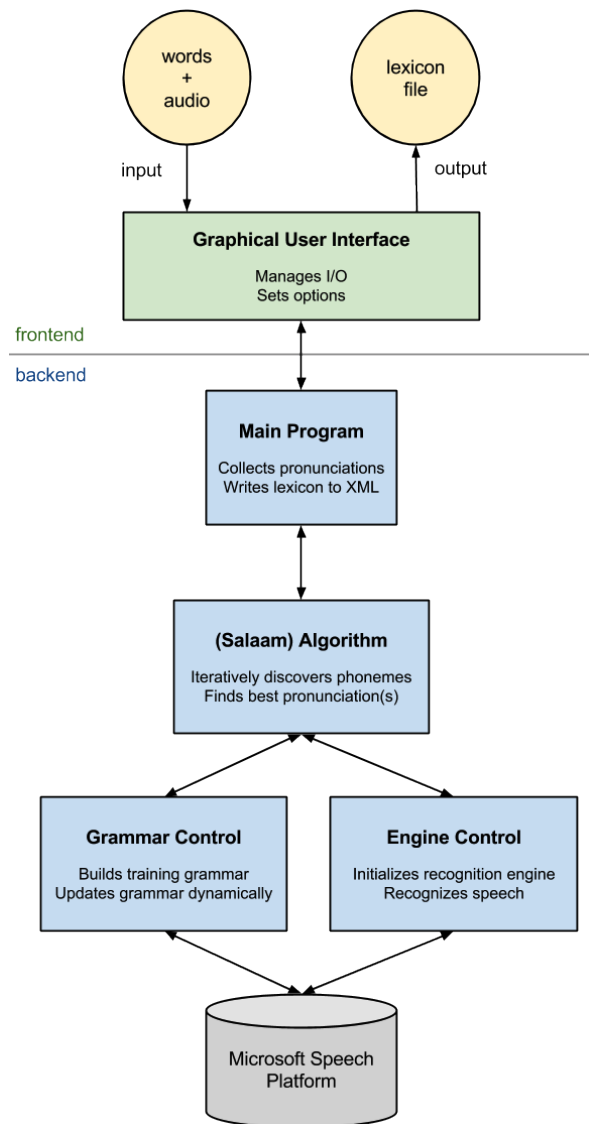 words
+
audio
lexicon
file
input
output
Graphical User Interface
Manages I/O
Sets options
frontend
backend
Main Program
Collects pronunciations
Writes lexicon to XML
(Salaam) Algorithm
Iteratively discovers phonemes
Finds best pronunciation(s)
Grammar Control
Builds training grammar
Updates grammar dynamically
Engine Control
Initializes recognition engine
Recognizes speech
Microsoft Speech
Platform